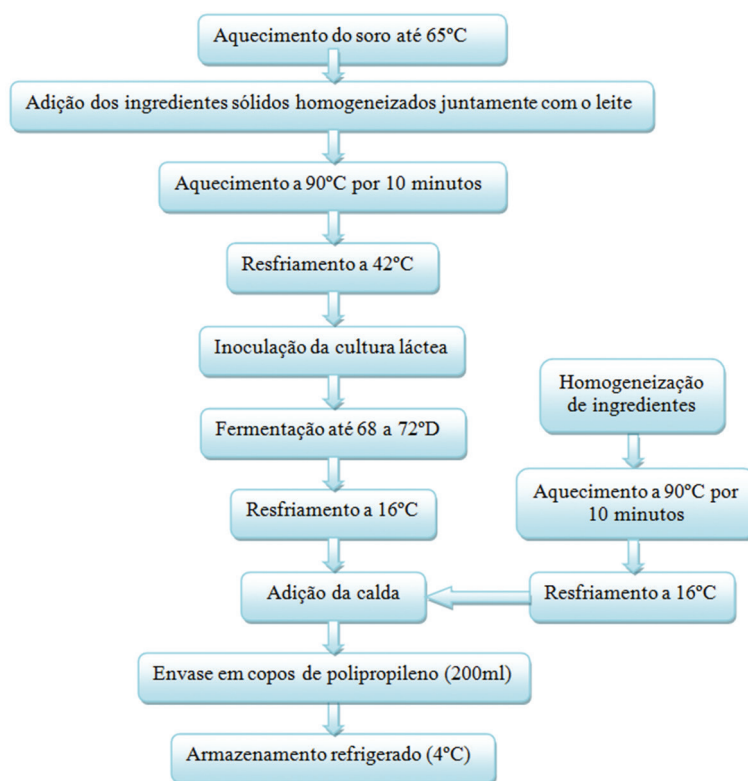 Aquecimento do soro até 65ºC
Adição dos ingredientes sólidos homogeneizados juntamente com o leite
Aquecimento a 90ºC por 10 minutos
Resfriamento a 42ºC
Inoculação da cultura láctea
Fermentação até 68 a 72ºD
Resfriamento a 16ºC
Homogeneização
de ingredientes
Aquecimento a 90ºC por
10 minutos
Resfriamento a 16ºC
Adição da calda
Envase em copos de polipropileno (200ml)
Armazenamento refrigerado (4ºC)